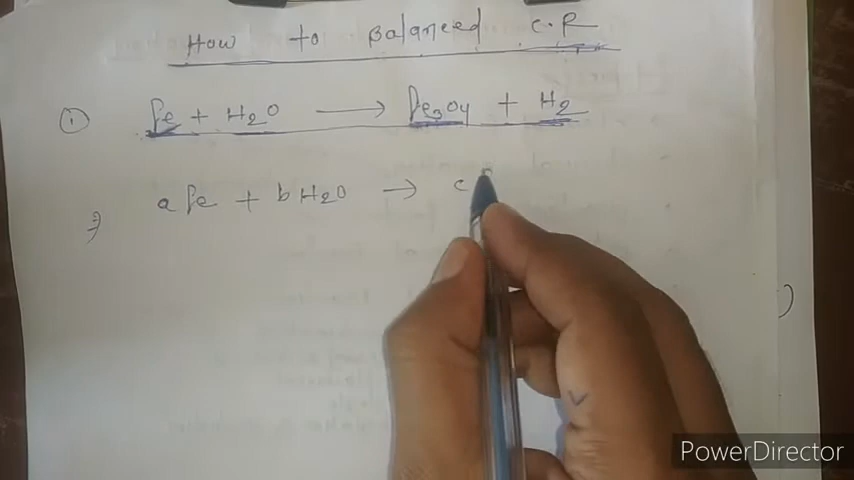 How to Balanced C.R
① Fe + H2O → Fe3O4 + H2
⇒ a Fe + b H2O → c
PowerDirector